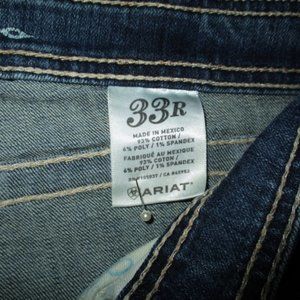 33R
MADE IN MEXICO
93% COTTON /
6% POLY / 1% SPANDEX
FABRIQUÉ AU MEXIQUE
93% COTON /
6% POLY / 1% SPANDEX
ARIAT